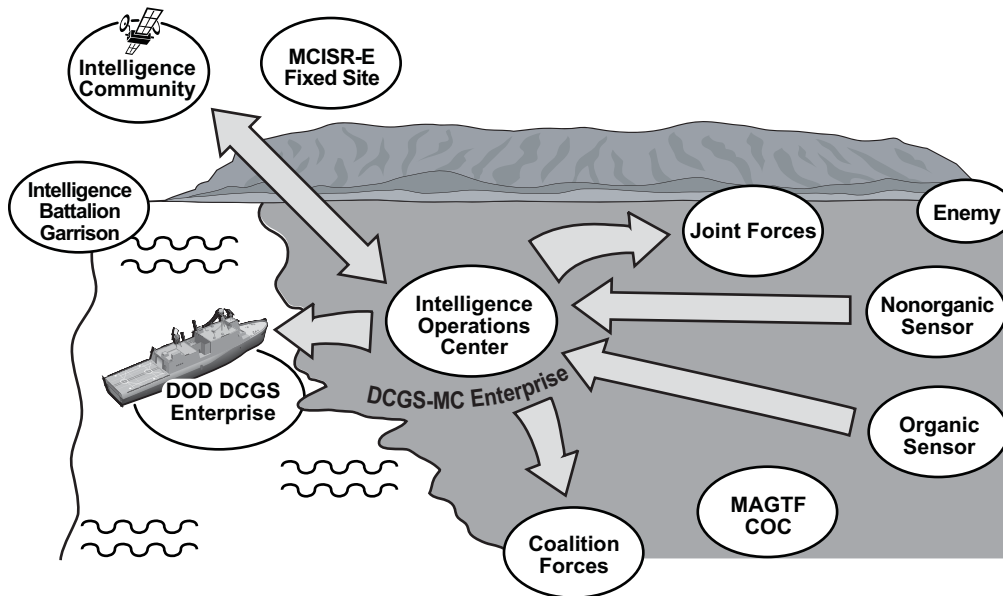 Intelligence
Community
MCISR-E
Fixed Site
Intelligence
Battalion
Garrison
Joint Forces
Enemy
Intelligence
Operations
Center
Nonorganic
Sensor
DOD DCGS
Enterprise
DCGS-MC Enterprise
Organic
Sensor
MAGTF
COC
Coalition
Forces